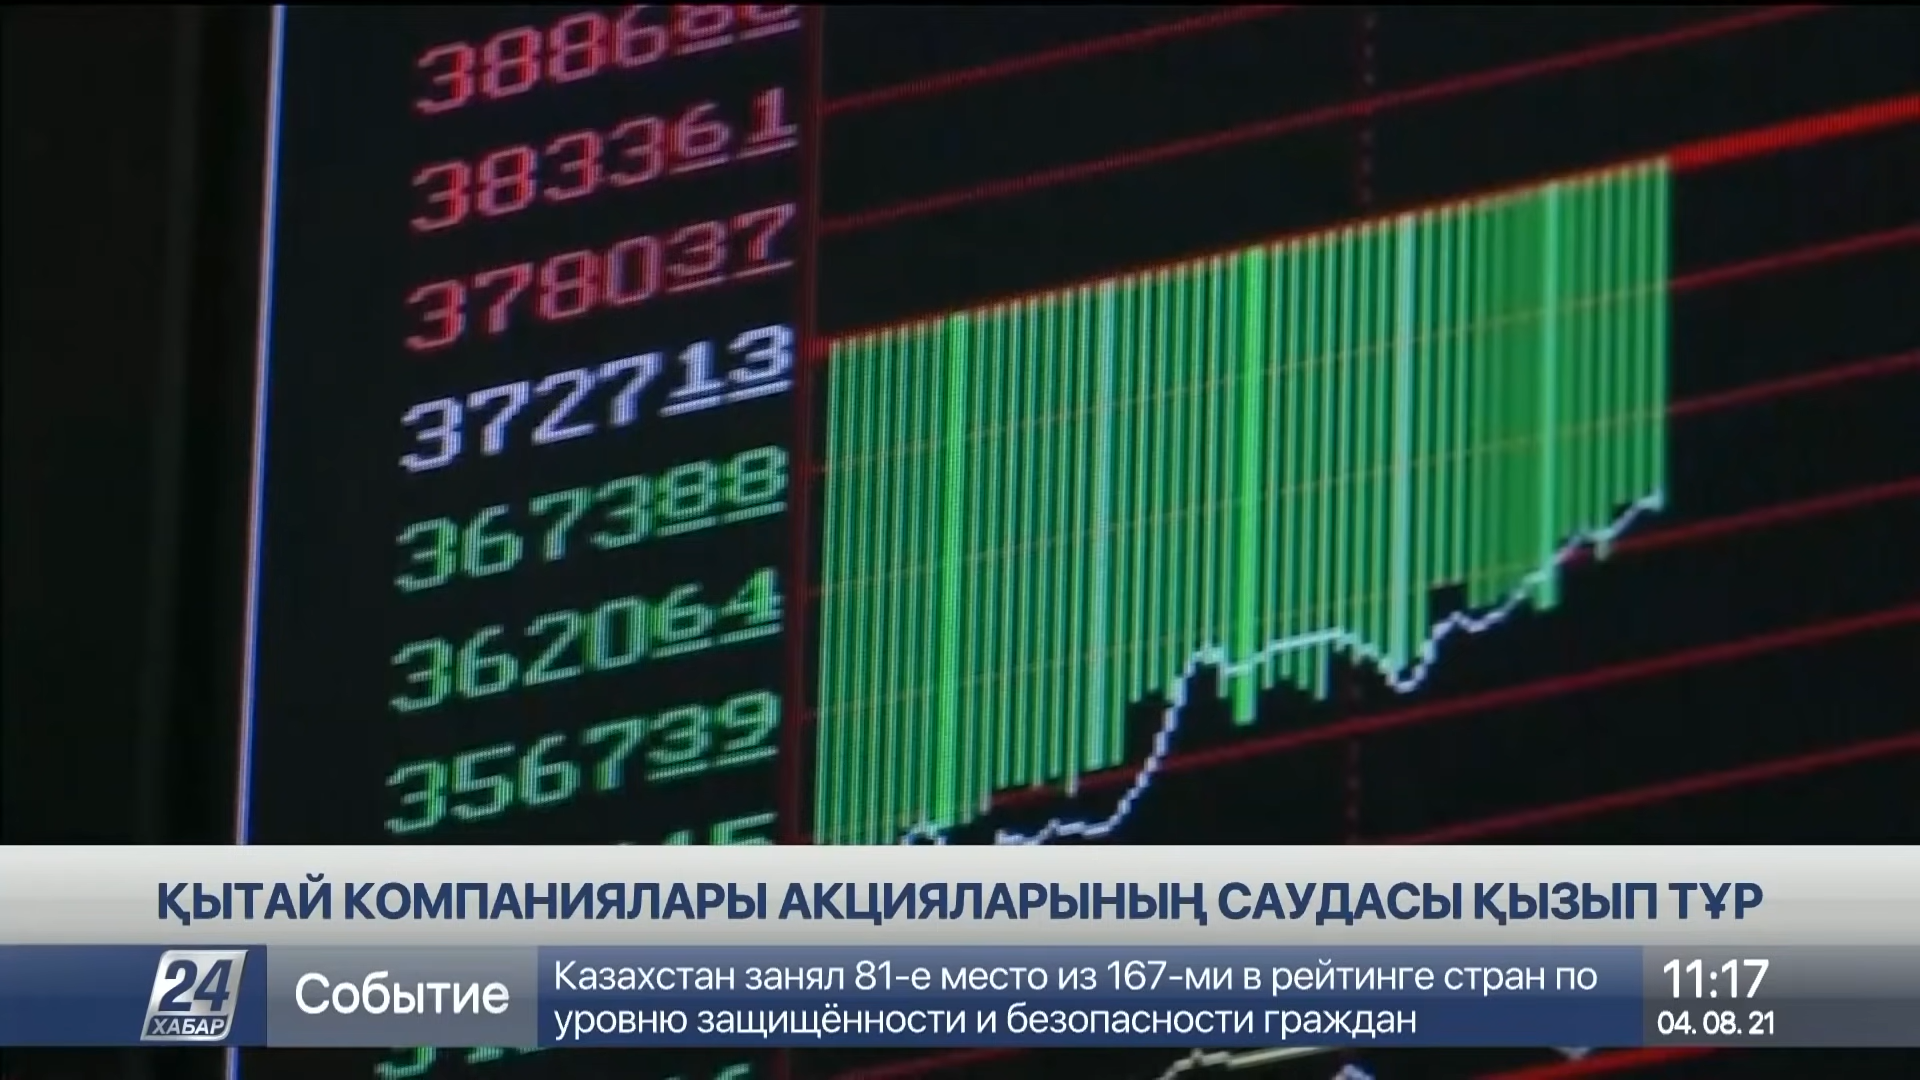 383361
378037
372713
367388
362064
356739
ҚЫТАЙ КОМПАНИЯЛАРЫ АКЦИЯЛАРЫНЫҢ САУДАСЫ ҚЫЗЫП ТҰР
24
ХАБАР
Событие
Казахстан занял 81-е место из 167-ми в рейтинге стран по
уровню защищённости и безопасности граждан
11:17
04. 08. 21